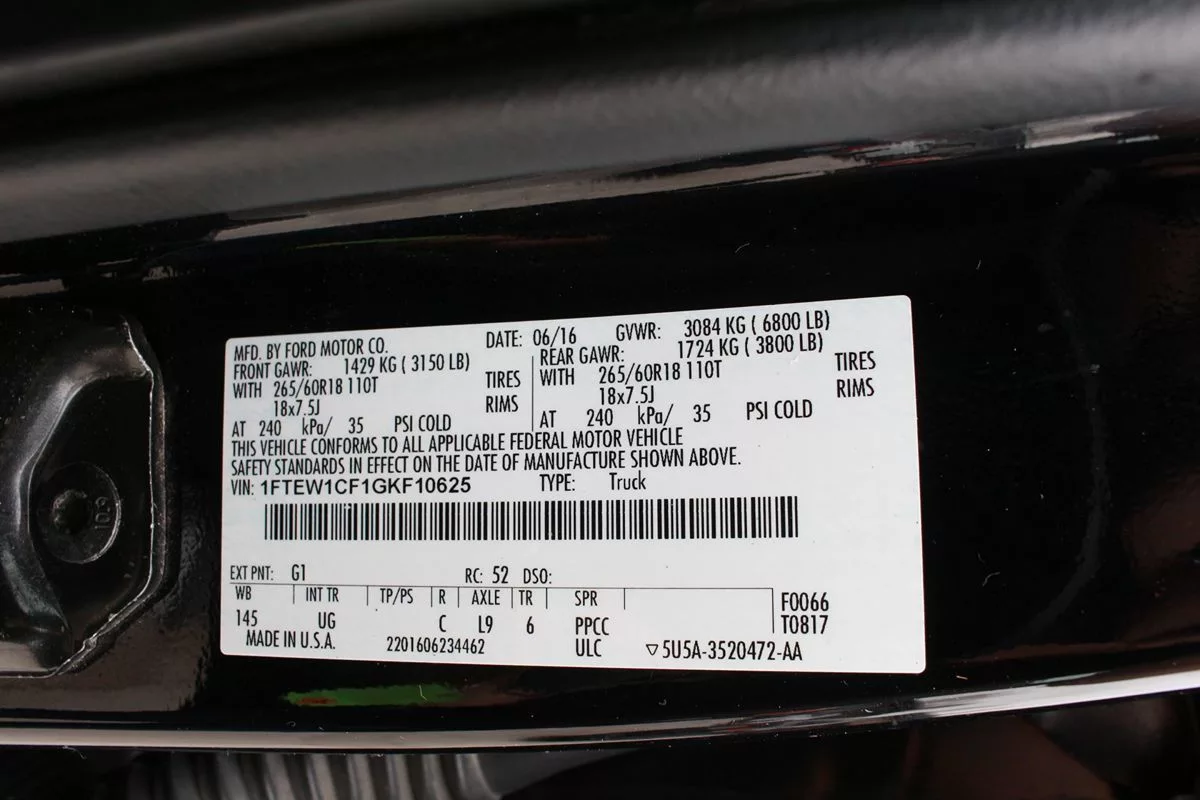 MFD. BY FORD MOTOR CO. DATE: 06/16 GVWR: 3084 KG ( 6800 LB)
FRONT GAWR: 1429 KG ( 3150 LB) REAR GAWR: 1724 KG ( 3800 LB)
WITH 265/60R18 110T TIRES WITH 265/60R18 110T TIRES
18x7.5J RIMS 18x7.5J RIMS
AT 240 kPa/ 35 PSI COLD AT 240 kPa/ 35 PSI COLD
THIS VEHICLE CONFORMS TO ALL APPLICABLE FEDERAL MOTOR VEHICLE
SAFETY STANDARDS IN EFFECT ON THE DATE OF MANUFACTURE SHOWN ABOVE.
VIN: 1FTEW1CF1GKF10625 TYPE: Truck
EXT PNT: G1 RC: 52 DSO:
WB INT TR TP/PS R AXLE TR SPR F0066
145 UG C L9 6 PPCC T0817
MADE IN U.S.A. 2201606234462 ULC ▽5U5A-3520472-AA
10.9